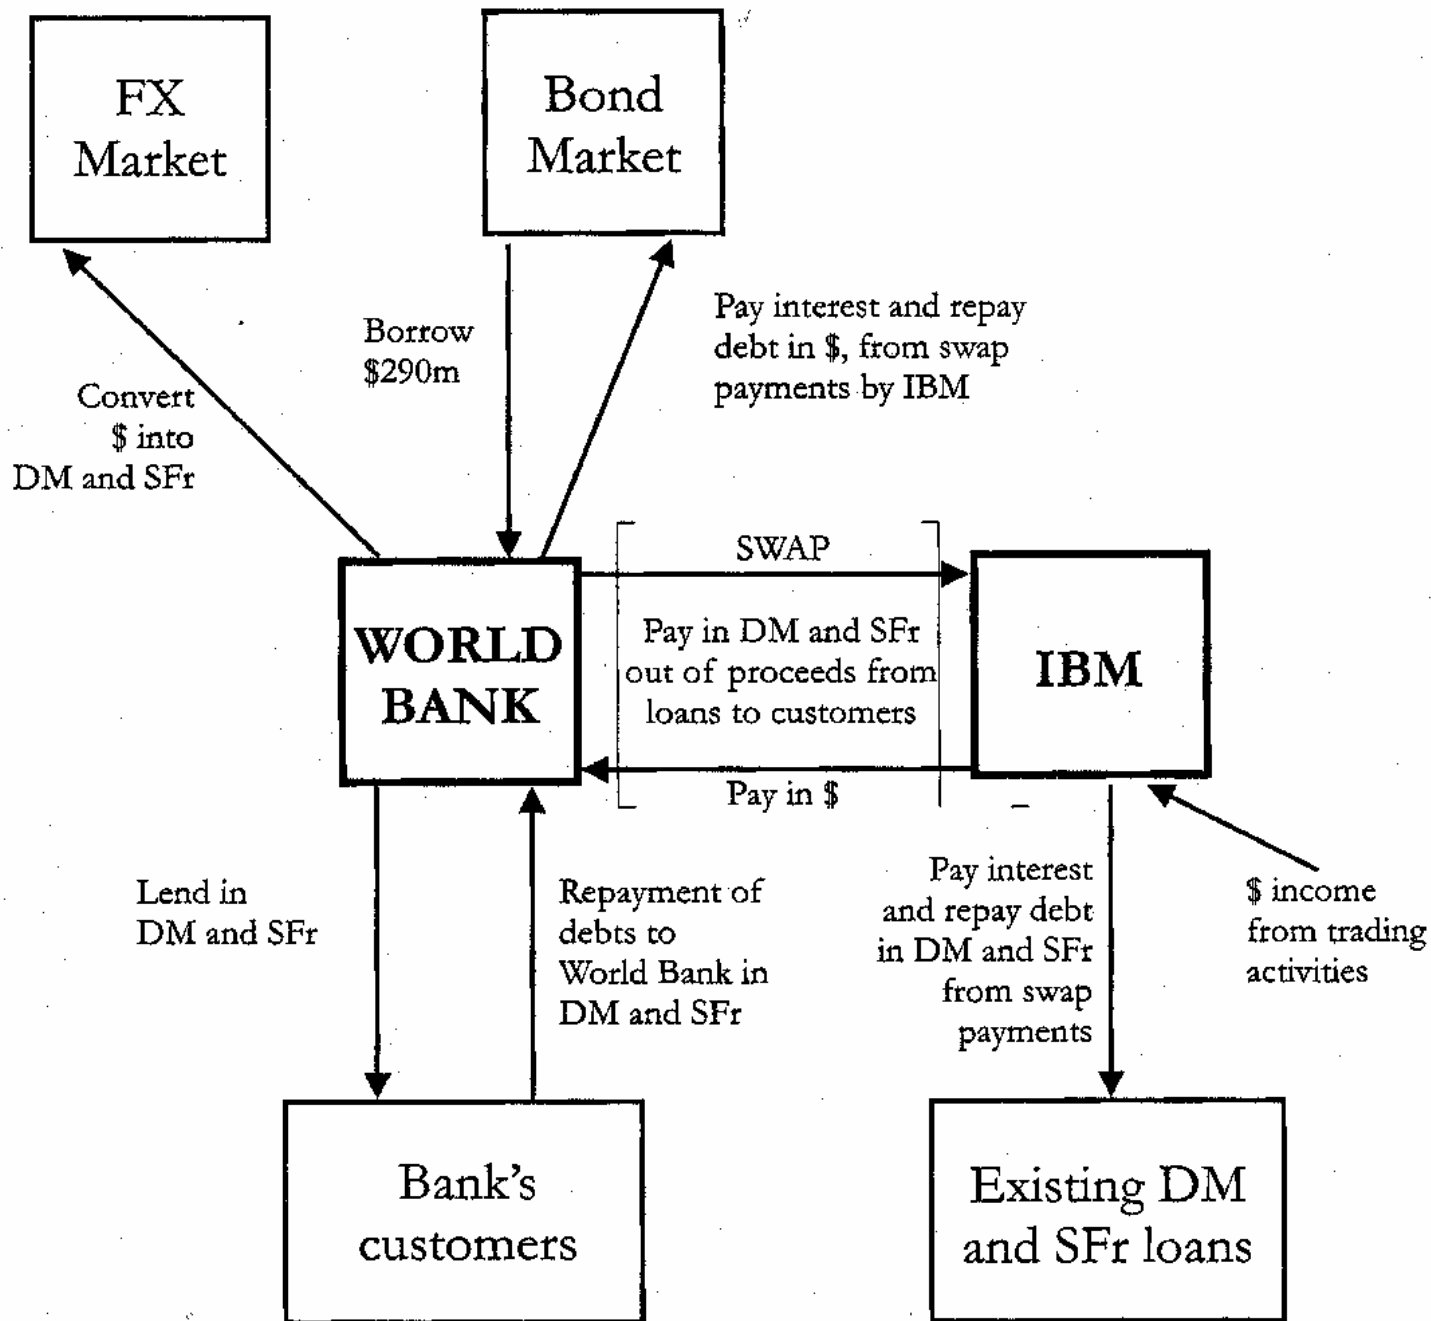 FX
Market
Bond
Market
Borrow
$290m
Pay interest and repay
debt in $, from swap
payments by IBM
Convert
$ into
DM and SFr
SWAP
WORLD
BANK
Pay in DM and SFr
out of proceeds from
loans to customers
IBM
Pay in $
Lend in
DM and SFr
Repayment of
debts to
World Bank in
DM and SFr
Pay interest
and repay debt
in DM and SFr
from swap
payments
$ income
from trading
activities
Bank's
customers
Existing DM
and SFr loans